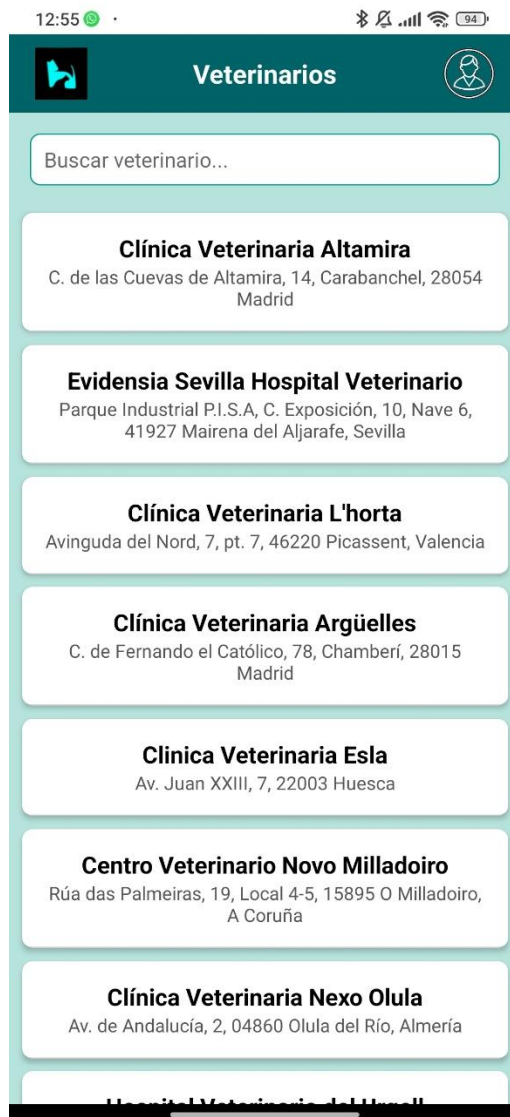 12:55
94
Veterinarios
Buscar veterinario...
Clínica Veterinaria Altamira
C. de las Cuevas de Altamira, 14, Carabanchel, 28054
Madrid
Evidensia Sevilla Hospital Veterinario
Parque Industrial P.I.S.A, C. Exposición, 10, Nave 6,
41927 Mairena del Aljarafe, Sevilla
Clínica Veterinaria L'horta
Avinguda del Nord, 7, pt. 7, 46220 Picassent, Valencia
Clínica Veterinaria Argüelles
C. de Fernando el Católico, 78, Chamberí, 28015
Madrid
Clinica Veterinaria Esla
Av. Juan XXIII, 7, 22003 Huesca
Centro Veterinario Novo Milladoiro
Rúa das Palmeiras, 19, Local 4-5, 15895 O Milladoiro,
A Coruña
Clínica Veterinaria Nexo Olula
Av. de Andalucía, 2, 04860 Olula del Río, Almería
Hospital Veterinario del Urgell